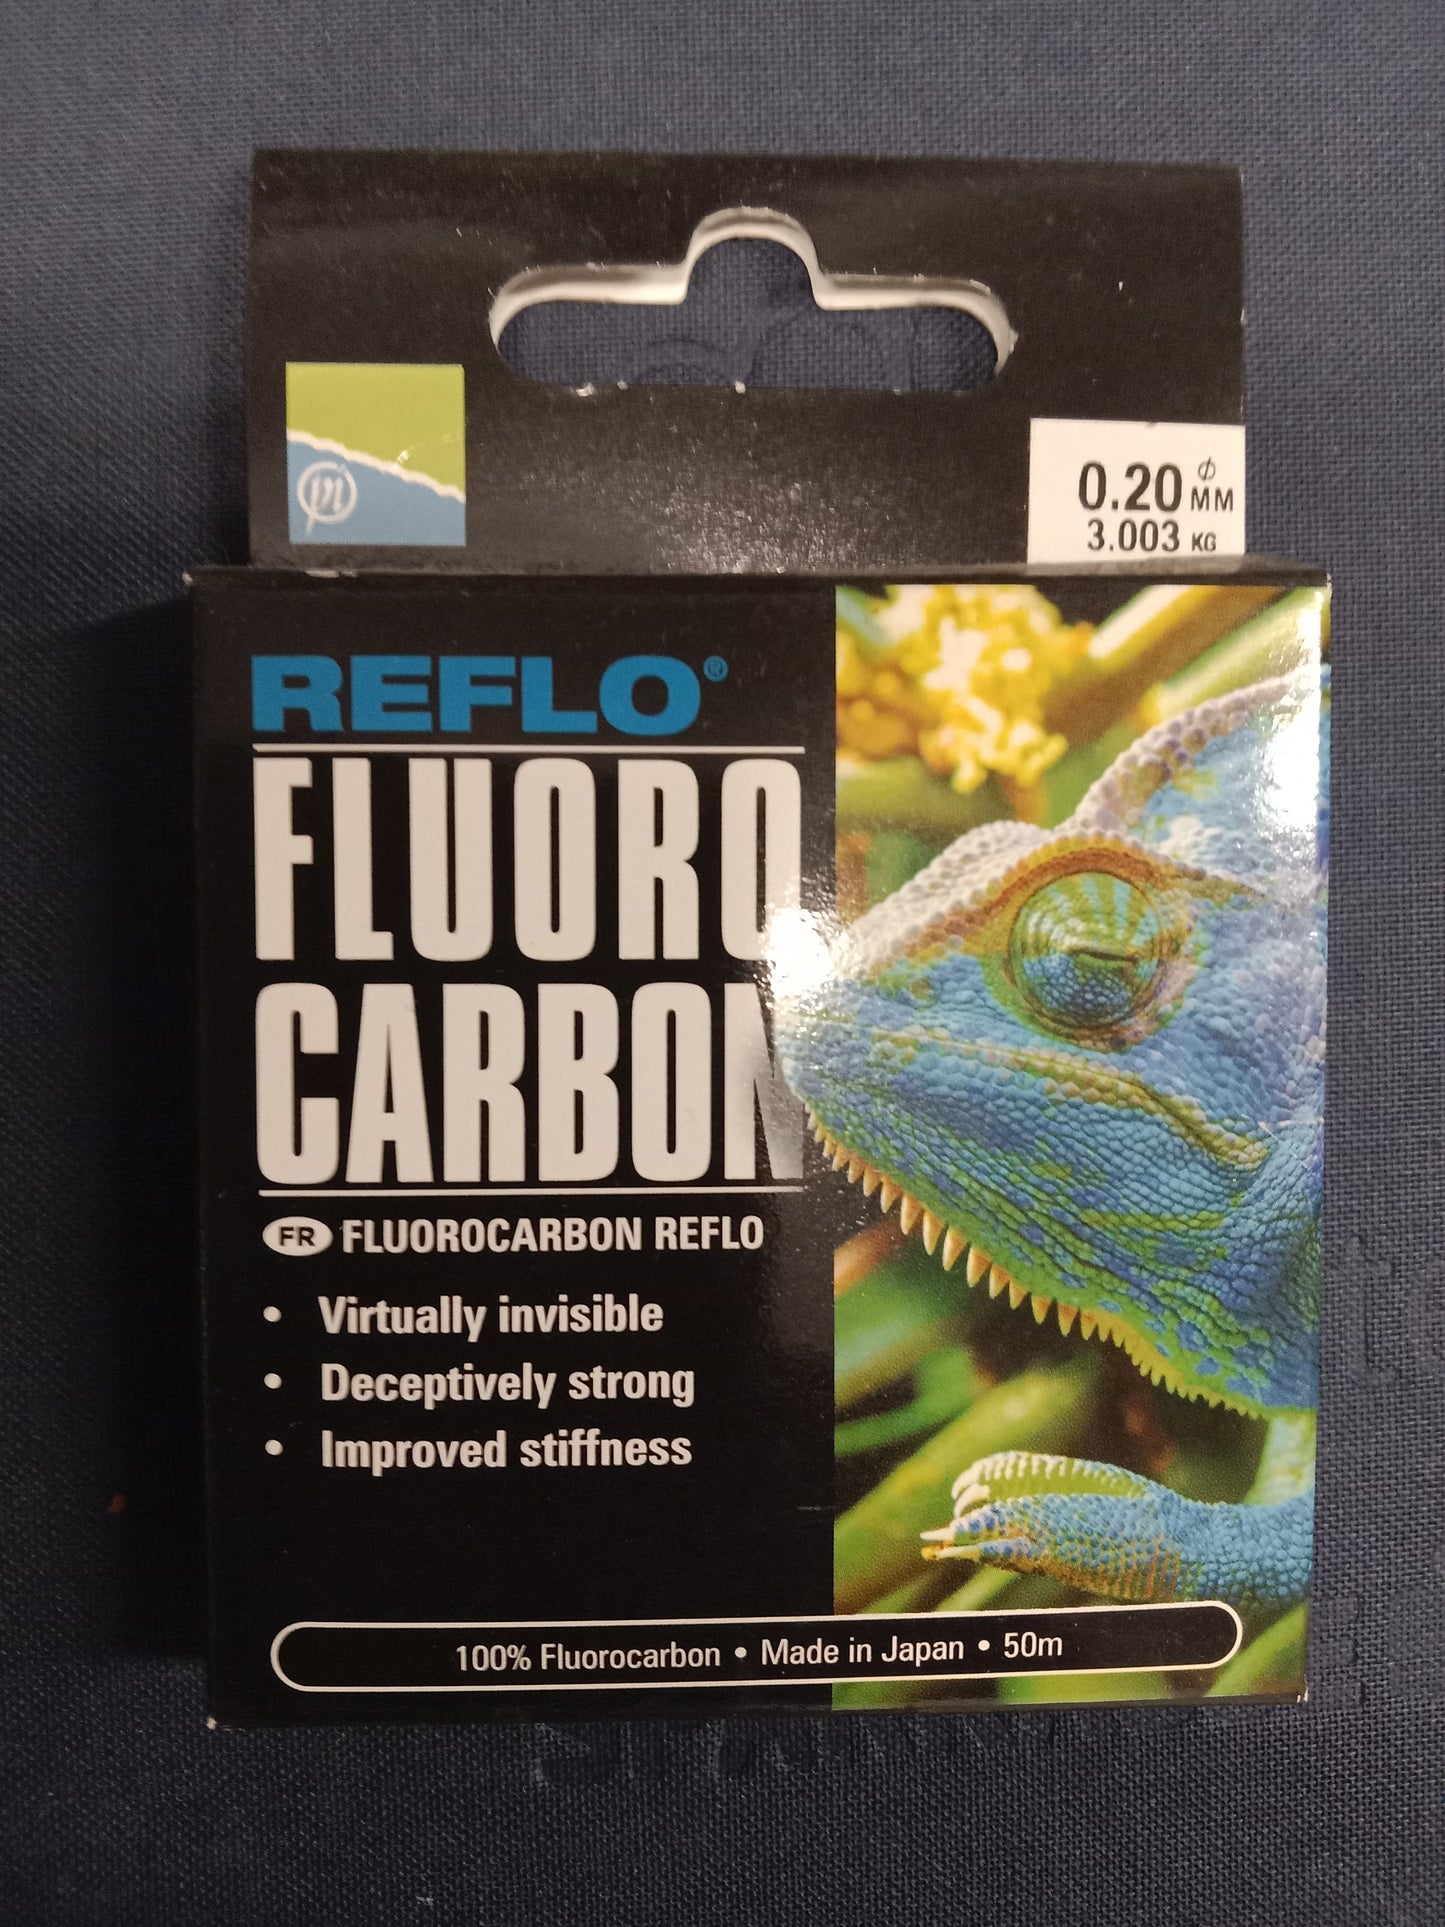 0.20 ⌀ MM
3.003 KG
REFLO®
FLUORO
CARBON
FR FLUOROCARBON REFLO
• Virtually invisible
• Deceptively strong
• Improved stiffness
100% Fluorocarbon • Made in Japan • 50m